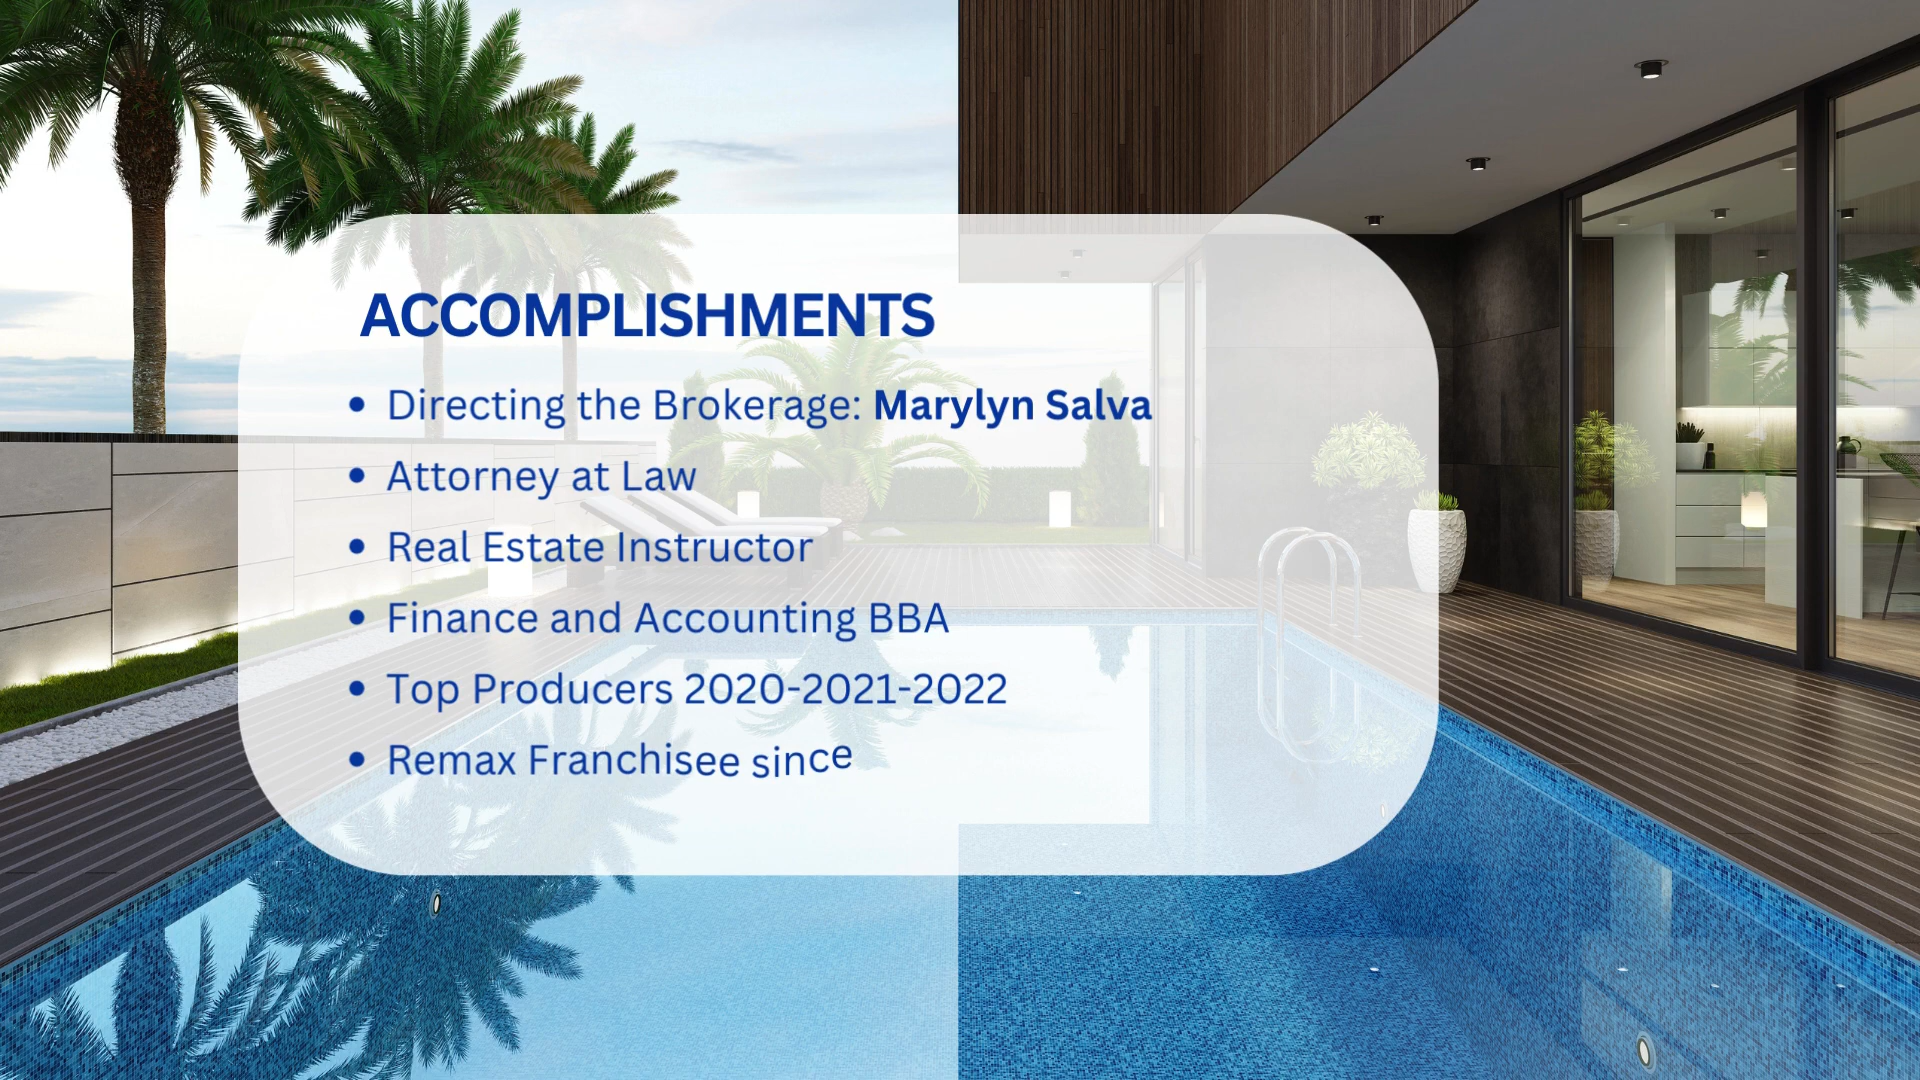 ACCOMPLISHMENTS
• Directing the Brokerage: Marylyn Salva
• Attorney at Law
• Real Estate Instructor
• Finance and Accounting BBA
• Top Producers 2020-2021-2022
• Remax Franchisee since